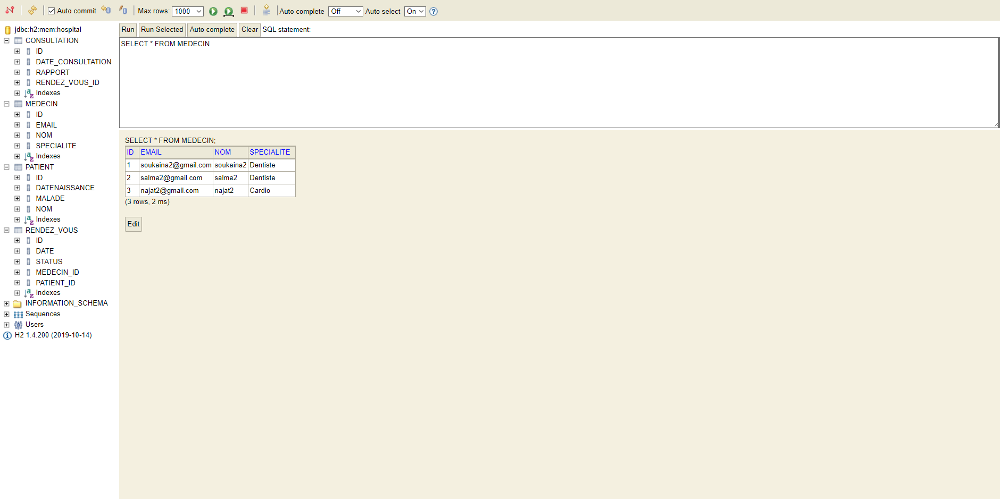 Auto commit Max rows: 1000 Auto complete Off Auto select On
jdbc:h2:mem:hospital
CONSULTATION
ID
DATE_CONSULTATION
RAPPORT
RENDEZ_VOUS_ID
Indexes
MEDECIN
ID
EMAIL
NOM
SPECIALITE
Indexes
PATIENT
ID
DATENAISSANCE
MALADE
NOM
Indexes
RENDEZ_VOUS
ID
DATE
STATUS
MEDECIN_ID
PATIENT_ID
Indexes
INFORMATION_SCHEMA
Sequences
Users
H2 1.4.200 (2019-10-14)
Run Run Selected Auto complete Clear SQL statement:
SELECT * FROM MEDECIN
SELECT * FROM MEDECIN;
ID EMAIL NOM SPECIALITE
1 soukaina2@gmail.com soukaina2 Dentiste
2 salma2@gmail.com salma2 Dentiste
3 najat2@gmail.com najat2 Cardio
(3 rows, 2 ms)
Edit